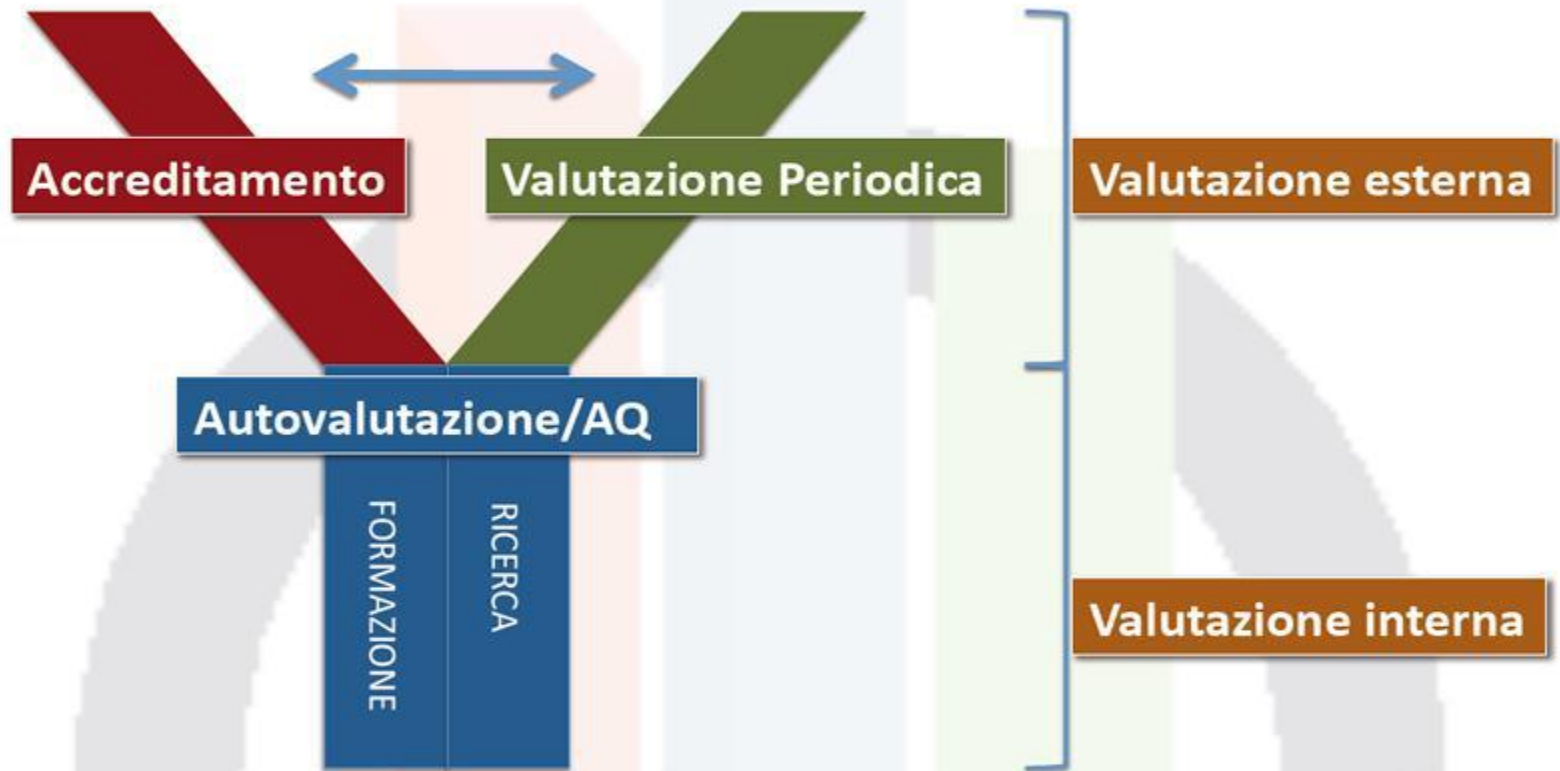 Accreditamento
Valutazione Periodica
Valutazione esterna
Autovalutazione/AQ
FORMAZIONE
RICERCA
Valutazione interna